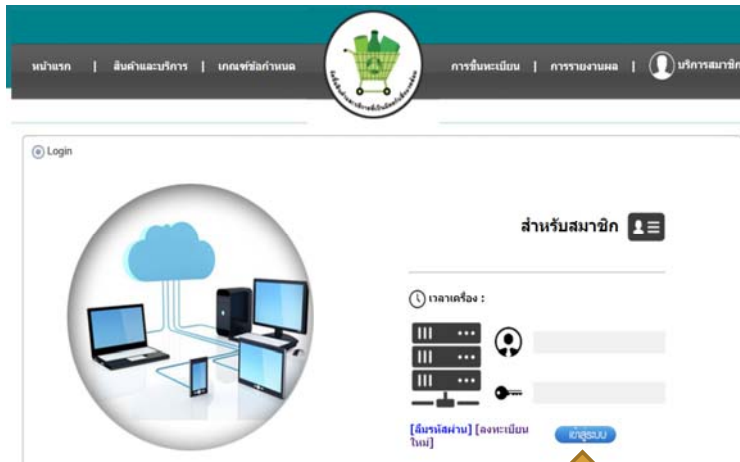 หน้าแรก | สินค้าและบริการ | เกณฑ์ข้อกำหนด
การขึ้นทะเบียน | การรายงานผล | บริการสมาชิก
Login
สำหรับสมาชิก
เวลาเครื่อง :
[ลืมรหัสผ่าน] [ลงทะเบียน
ใหม่]
เข้าสู่ระบบ